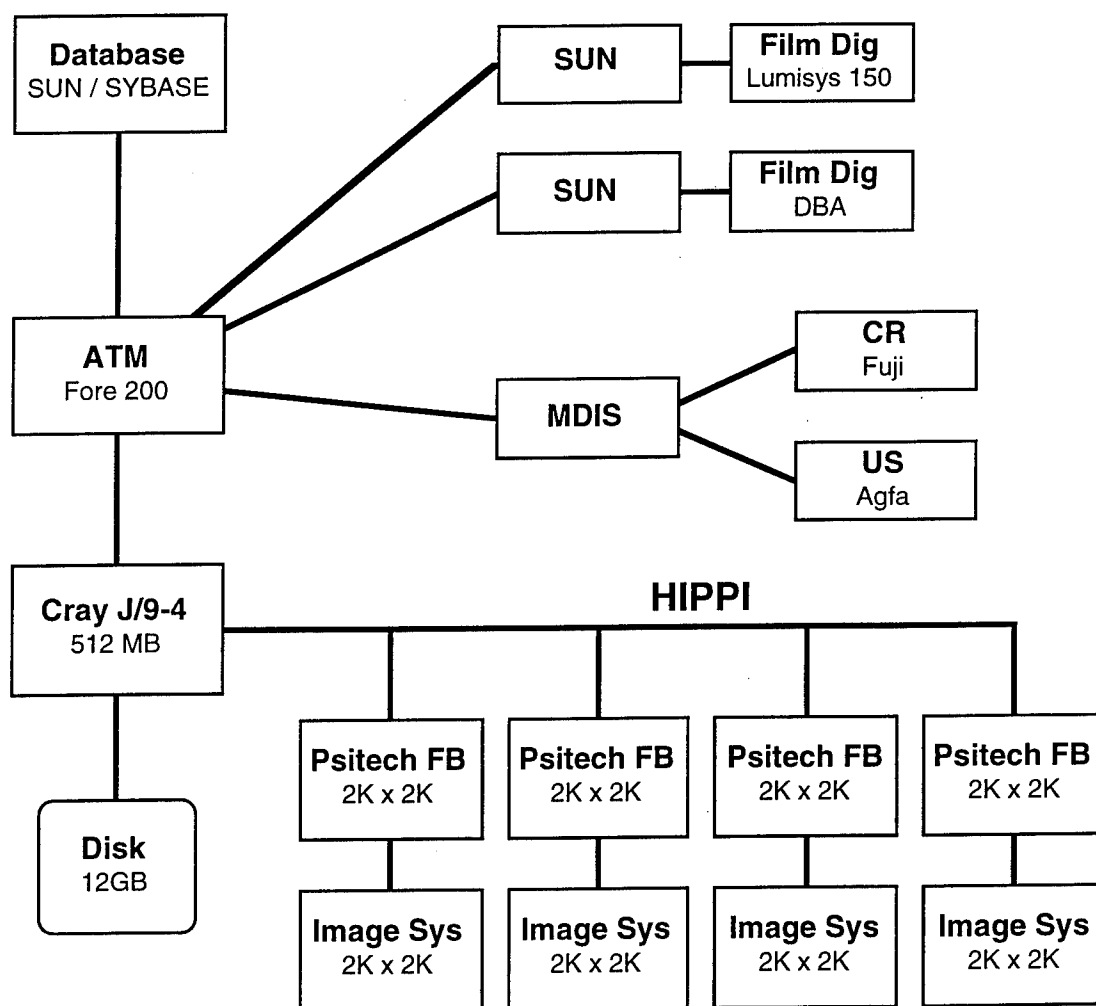 Database
SUN / SYBASE
SUN
Film Dig
Lumisys 150
SUN
Film Dig
DBA
ATM
Fore 200
CR
Fuji
MDIS
US
Agfa
Cray J/9-4
512 MB
HIPPI
Psitech FB
2K x 2K
Psitech FB
2K x 2K
Psitech FB
2K x 2K
Psitech FB
2K x 2K
Disk
12GB
Image Sys
2K x 2K
Image Sys
2K x 2K
Image Sys
2K x 2K
Image Sys
2K x 2K